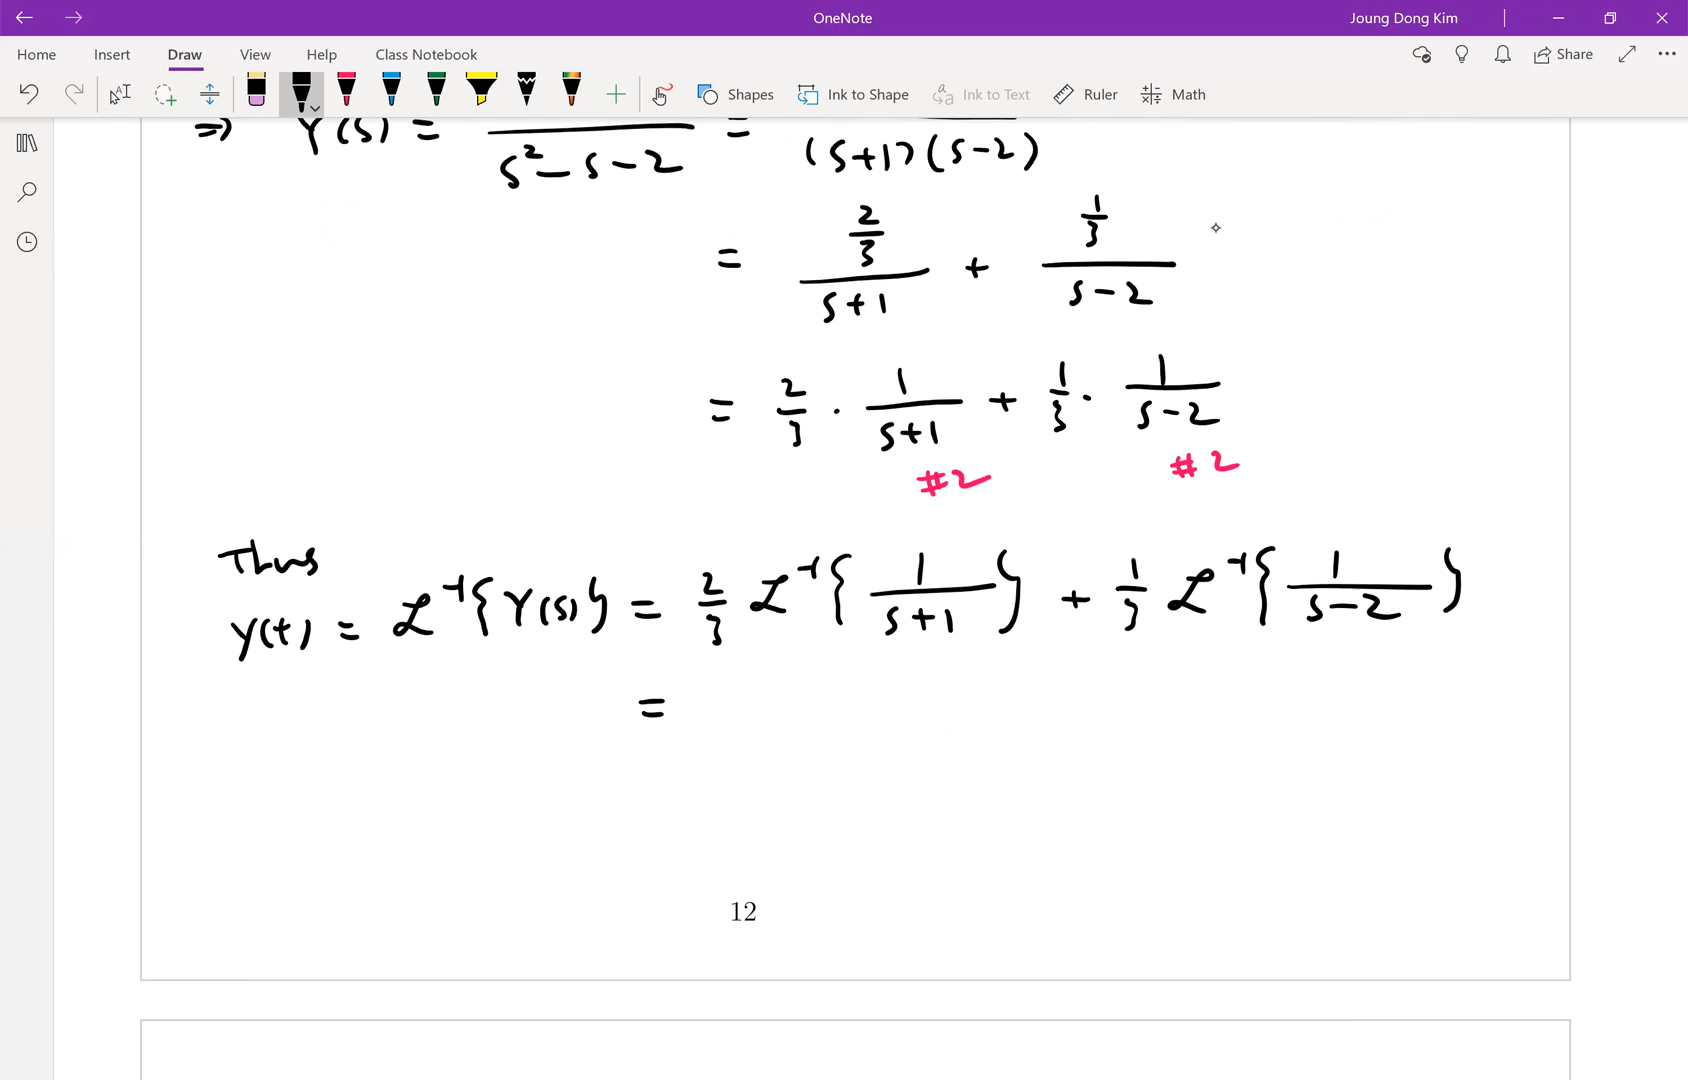 OneNote
Joung Dong Kim
Home Insert Draw View Help Class Notebook
Share
Shapes Ink to Shape Ink to Text Ruler Math
⇒ Y(s) = ―/(s² − s − 2) = ―/((s+1)(s−2))
= (2/3)/(s+1) + (1/3)/(s−2)
= 2/3 · 1/(s+1) + 1/3 · 1/(s−2)
#2 #2
Thus
y(t) = ℒ⁻¹{Y(s)} = 2/3 ℒ⁻¹{1/(s+1)} + 1/3 ℒ⁻¹{1/(s−2)}
=
12